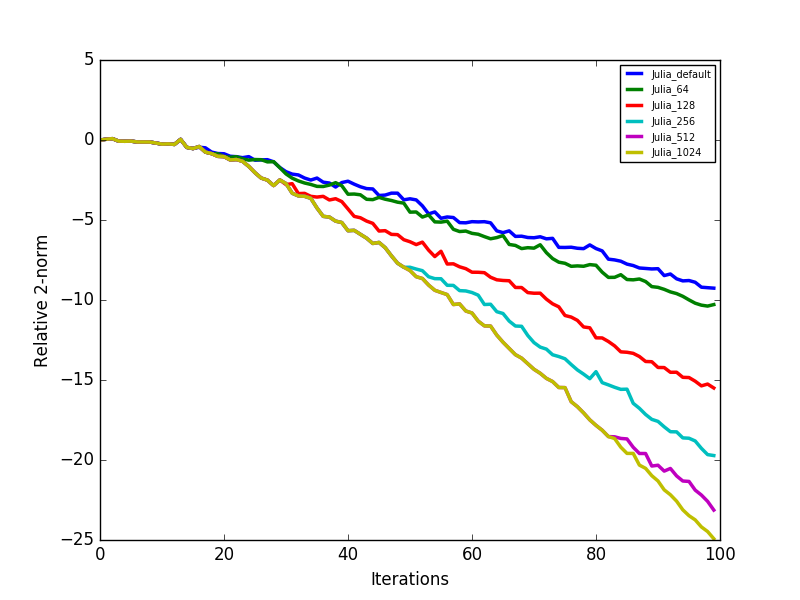 5
0
−5
−10
−15
−20
−25
0 20 40 60 80 100
Relative 2-norm
Iterations
Julia_default
Julia_64
Julia_128
Julia_256
Julia_512
Julia_1024